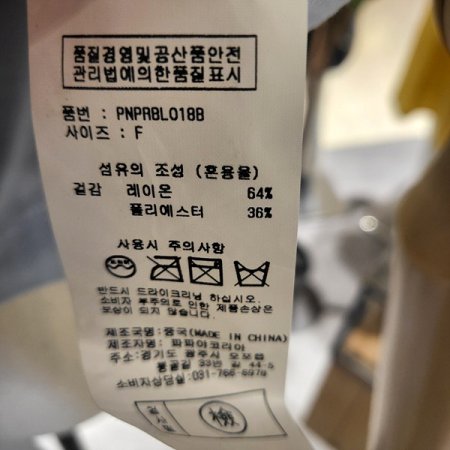 품질경영및공산품안전
관리법에의한품질표시
품번 : PNPRBL018B
사이즈 : F
섬유의 조성 (혼용율)
겉감 레이온 64%
폴리에스터 36%
사용시 주의사항
반드시 드라이크리닝 하십시오.
소비자 부주의로 인한 제품손상은
보상이 되지 않습니다.
제조국명 : 중국(MADE IN CHINA)
제조자명 : 파파야코리아
주소 : 경기도 광주시 오포읍
소비자상담실:031-766-8979
檢